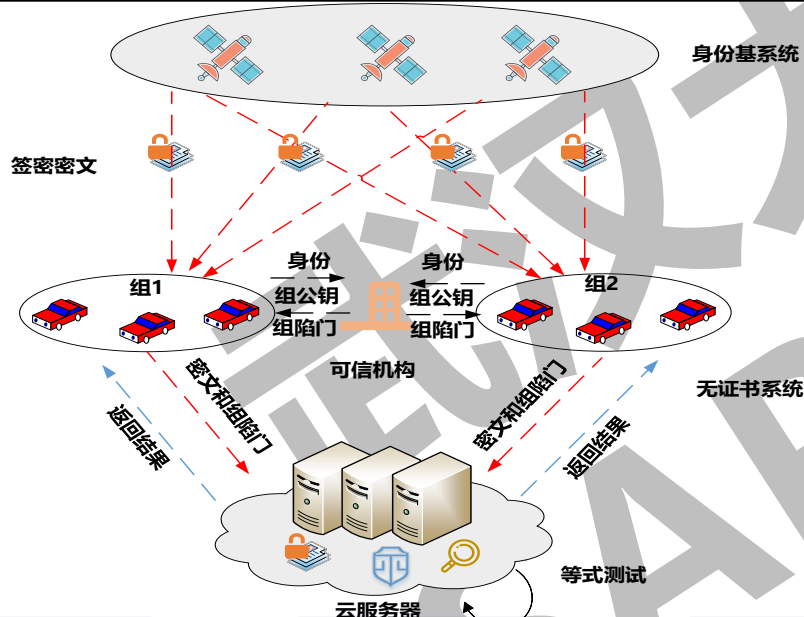 身份基系统
签密密文
组1
身份
组公钥
组陷门
身份
组公钥
组陷门
组2
可信机构
无证书系统
密文和组陷门
返回结果
密文和组陷门
返回结果
等式测试
云服务器
武汉大